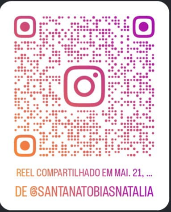 REEL COMPARTILHADO EM MAI. 21, ...
DE @SANTANATOBIASNATALIA